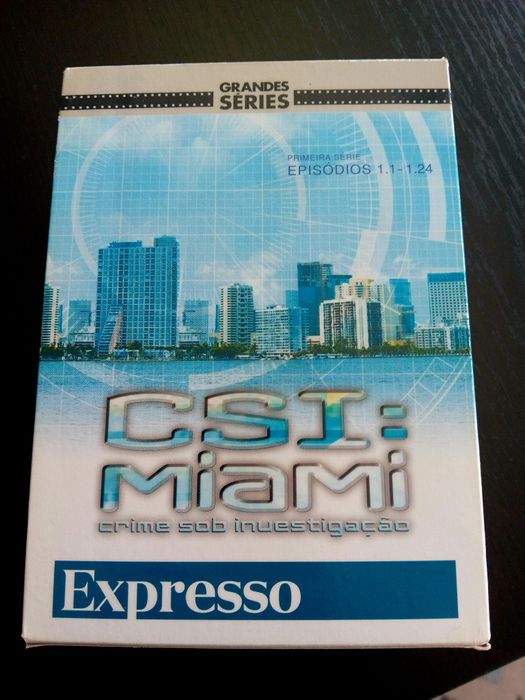 GRANDES
SÉRIES
PRIMEIRA SÉRIE
EPISÓDIOS 1.1-1.24
CSI:
Miami
crime sob investigação
Expresso